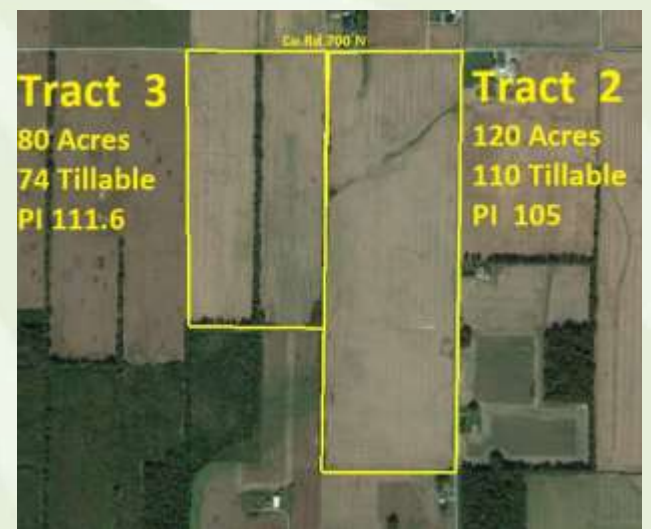 Co. Rd 700 N
Tract 3
80 Acres
74 Tillable
PI 111.6
Tract 2
120 Acres
110 Tillable
PI 105